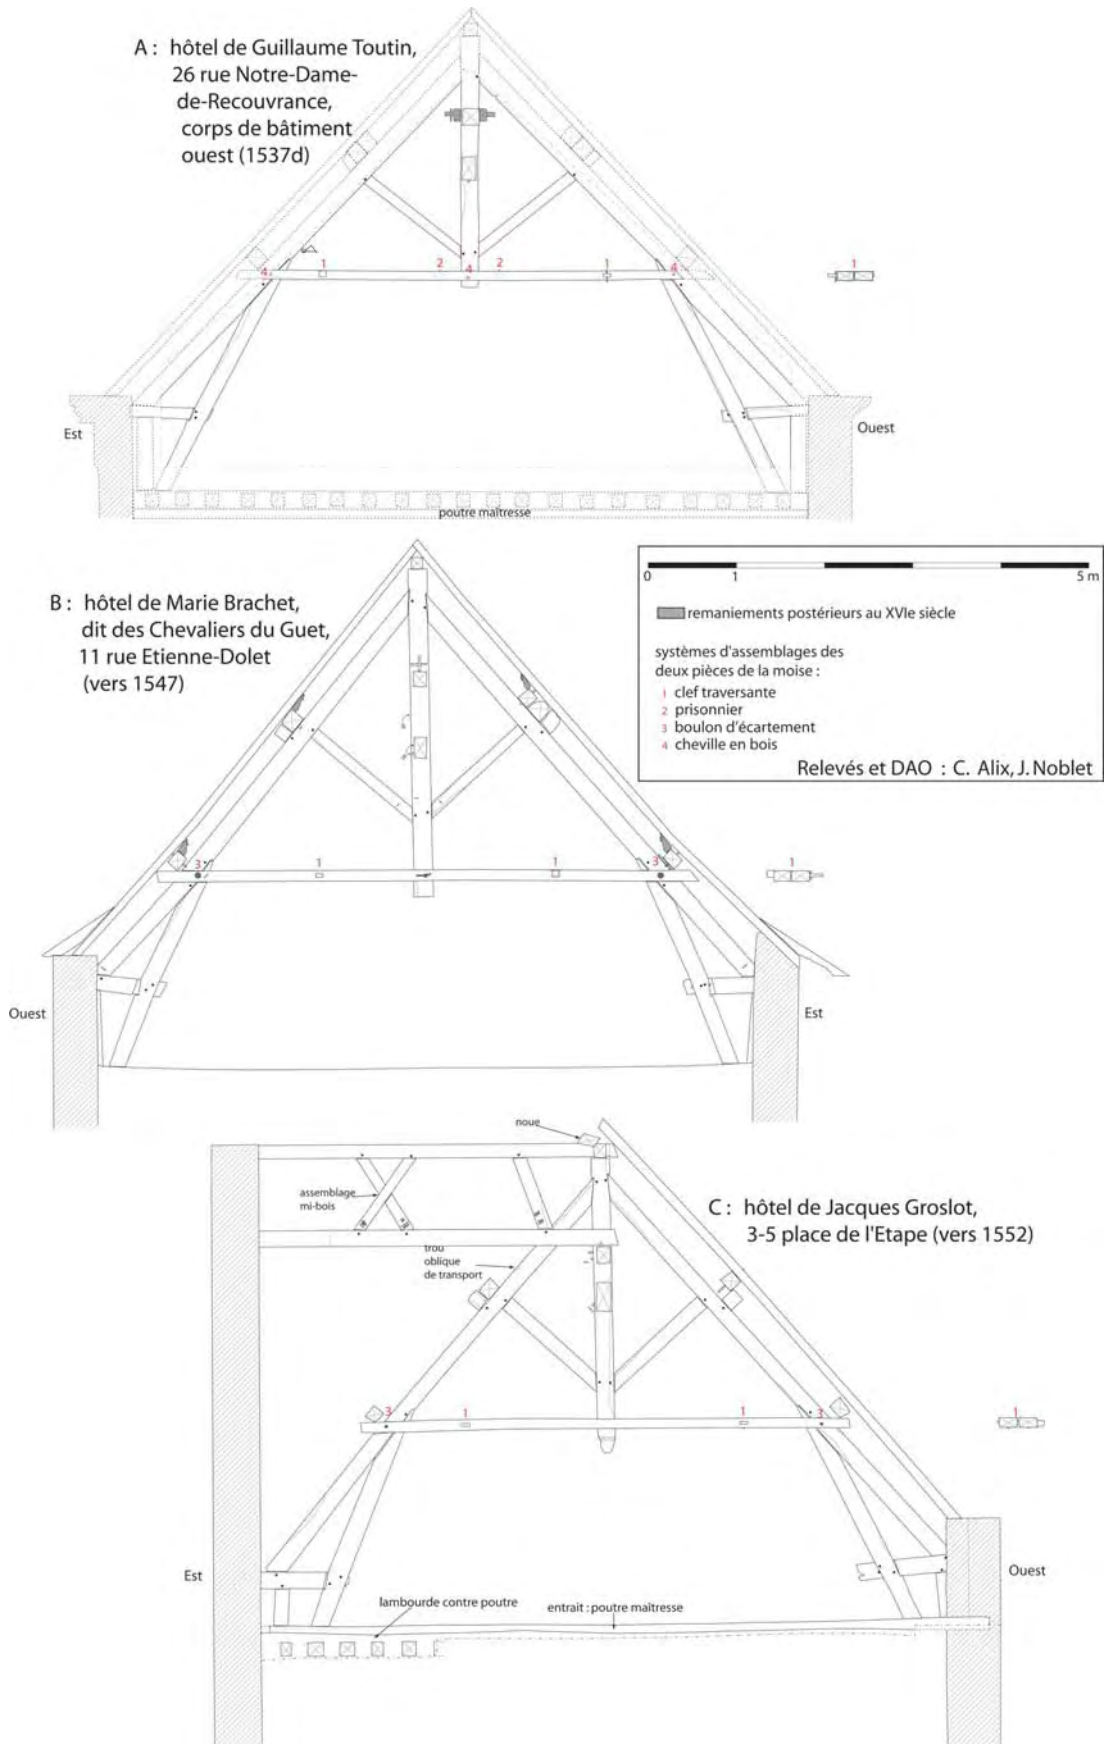 A : hôtel de Guillaume Toutin,
26 rue Notre-Dame-
de-Recouvrance,
corps de bâtiment
ouest (1537d)
4 1 2 4 2 1 4
1
Est
Ouest
poutre maîtresse
B : hôtel de Marie Brachet,
dit des Chevaliers du Guet,
11 rue Etienne-Dolet
(vers 1547)
0 1 5 m
remaniements postérieurs au XVIe siècle
systèmes d'assemblages des
deux pièces de la moise :
1 clef traversante
2 prisonnier
3 boulon d'écartement
4 cheville en bois
Relevés et DAO : C. Alix, J. Noblet
3 1 1 3
1
Ouest
Est
noue
assemblage
mi-bois
trou
oblique
de transport
C : hôtel de Jacques Groslot,
3-5 place de l'Etape (vers 1552)
3 1 1 3
1
Est
Ouest
lambourde contre poutre
entrait : poutre maîtresse